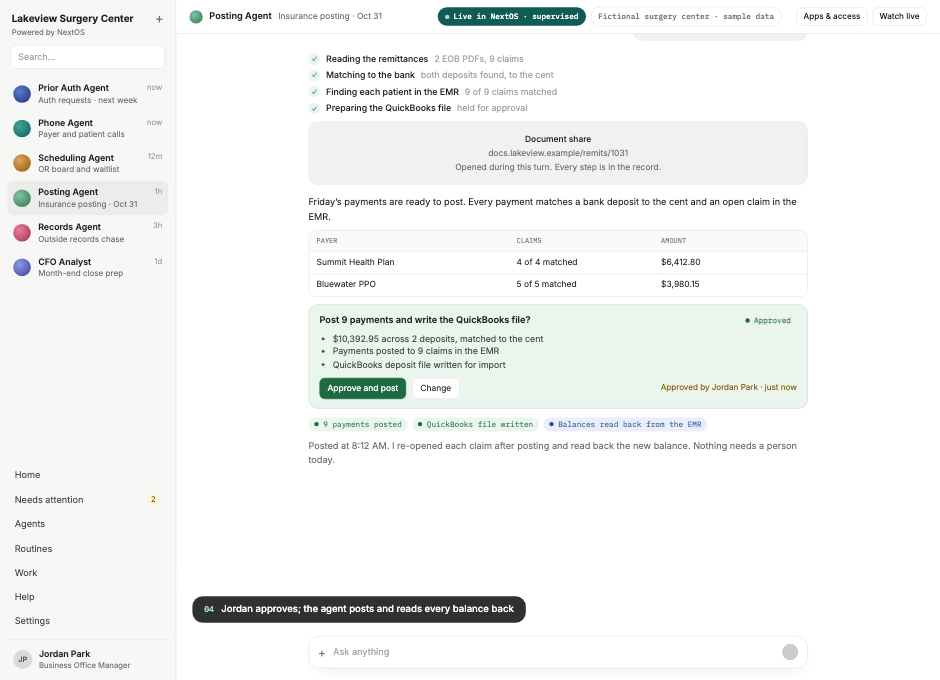 Lakeview Surgery Center +
Powered by NextOS
Search...
Prior Auth Agent now
Auth requests · next week
Phone Agent now
Payer and patient calls
Scheduling Agent 12m
OR board and waitlist
Posting Agent 1h
Insurance posting · Oct 31
Records Agent 3h
Outside records chase
CFO Analyst 1d
Month-end close prep
Home
Needs attention 2
Agents
Routines
Work
Help
Settings
JP Jordan Park
Business Office Manager
Posting Agent Insurance posting · Oct 31 Live in NextOS · supervised Fictional surgery center · sample data Apps & access Watch live
Reading the remittances 2 EOB PDFs, 9 claims
Matching to the bank both deposits found, to the cent
Finding each patient in the EMR 9 of 9 claims matched
Preparing the QuickBooks file held for approval
Document share
docs.lakeview.example/remits/1031
Opened during this turn. Every step is in the record.
Friday's payments are ready to post. Every payment matches a bank deposit to the cent and an open claim in the
EMR.
PAYER CLAIMS AMOUNT
Summit Health Plan 4 of 4 matched $6,412.80
Bluewater PPO 5 of 5 matched $3,980.15
Post 9 payments and write the QuickBooks file? Approved
• $10,392.95 across 2 deposits, matched to the cent
• Payments posted to 9 claims in the EMR
• QuickBooks deposit file written for import
Approve and post Change Approved by Jordan Park · just now
9 payments posted QuickBooks file written Balances read back from the EMR
Posted at 8:12 AM. I re-opened each claim after posting and read back the new balance. Nothing needs a person
today.
04 Jordan approves; the agent posts and reads every balance back
+ Ask anything